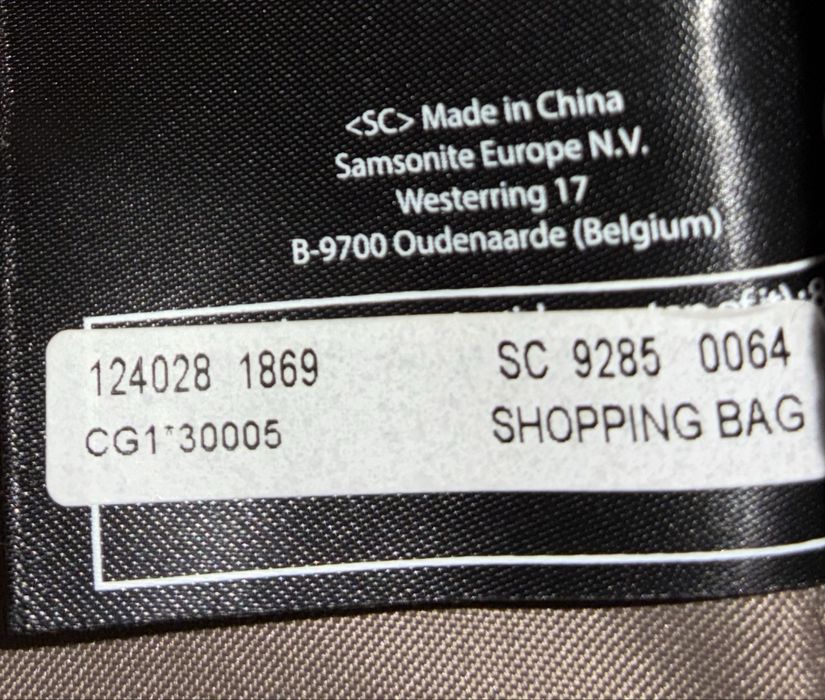 <SC> Made in China
Samsonite Europe N.V.
Westerring 17
B-9700 Oudenaarde (Belgium)
124028 1869 SC 9285 0064
CG1*30005 SHOPPING BAG